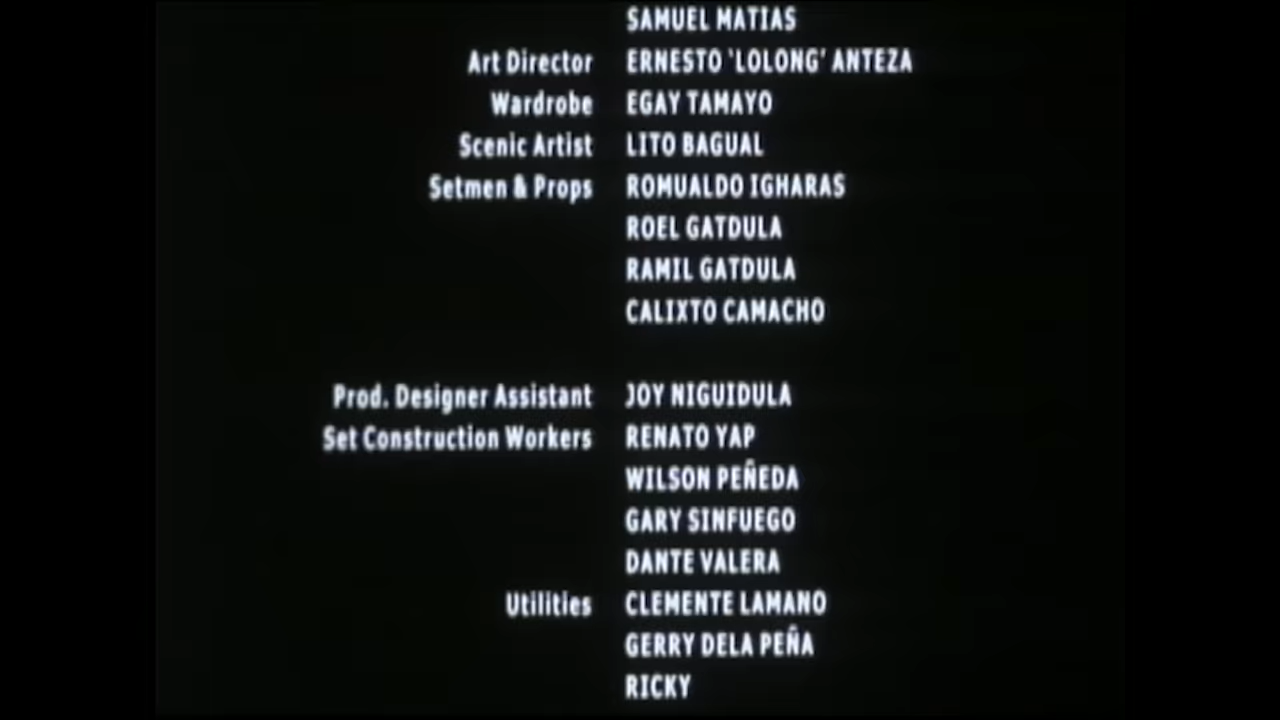 SAMUEL MATIAS
Art Director ERNESTO 'LOLONG' ANTEZA
Wardrobe EGAY TAMAYO
Scenic Artist LITO BAGUAL
Setmen & Props ROMUALDO IGHARAS
ROEL GATDULA
RAMIL GATDULA
CALIXTO CAMACHO
Prod. Designer Assistant JOY NIGUIDULA
Set Construction Workers RENATO YAP
WILSON PEÑEDA
GARY SINFUEGO
DANTE VALERA
Utilities CLEMENTE LAMANO
GERRY DELA PEÑA
RICKY